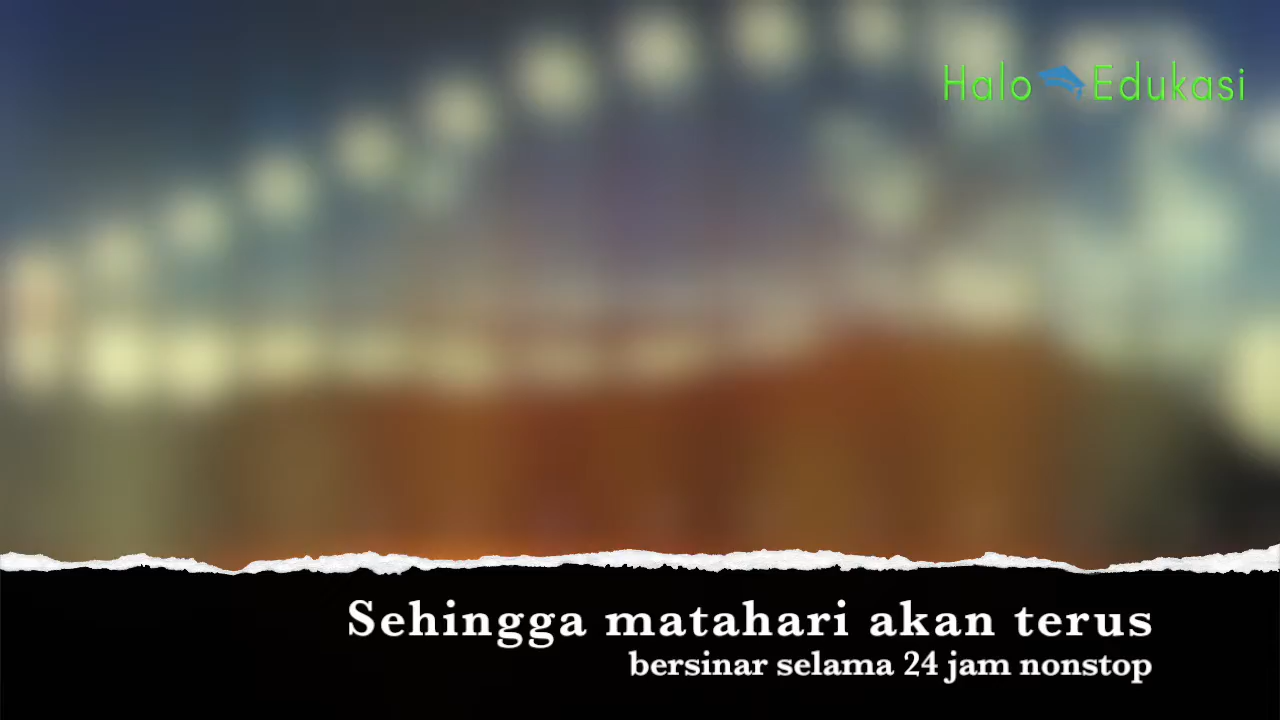 Halo Edukasi
Sehingga matahari akan terus
bersinar selama 24 jam nonstop